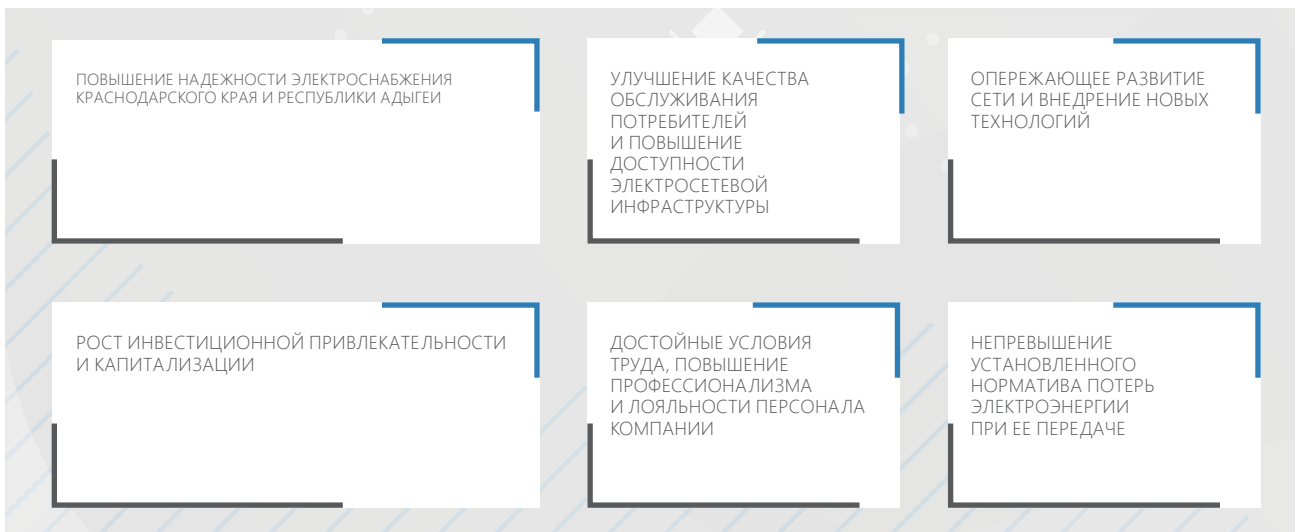 ПОВЫШЕНИЕ НАДЕЖНОСТИ ЭЛЕКТРОСНАБЖЕНИЯ
КРАСНОДАРСКОГО КРАЯ И РЕСПУБЛИКИ АДЫГЕИ
УЛУЧШЕНИЕ КАЧЕСТВА
ОБСЛУЖИВАНИЯ
ПОТРЕБИТЕЛЕЙ
И ПОВЫШЕНИЕ
ДОСТУПНОСТИ
ЭЛЕКТРОСЕТЕВОЙ
ИНФРАСТРУКТУРЫ
ОПЕРЕЖАЮЩЕЕ РАЗВИТИЕ
СЕТИ И ВНЕДРЕНИЕ НОВЫХ
ТЕХНОЛОГИЙ
РОСТ ИНВЕСТИЦИОННОЙ ПРИВЛЕКАТЕЛЬНОСТИ
И КАПИТАЛИЗАЦИИ
ДОСТОЙНЫЕ УСЛОВИЯ
ТРУДА, ПОВЫШЕНИЕ
ПРОФЕССИОНАЛИЗМА
И ЛОЯЛЬНОСТИ ПЕРСОНАЛА
КОМПАНИИ
НЕПРЕВЫШЕНИЕ
УСТАНОВЛЕННОГО
НОРМАТИВА ПОТЕРЬ
ЭЛЕКТРОЭНЕРГИИ
ПРИ ЕЕ ПЕРЕДАЧЕ